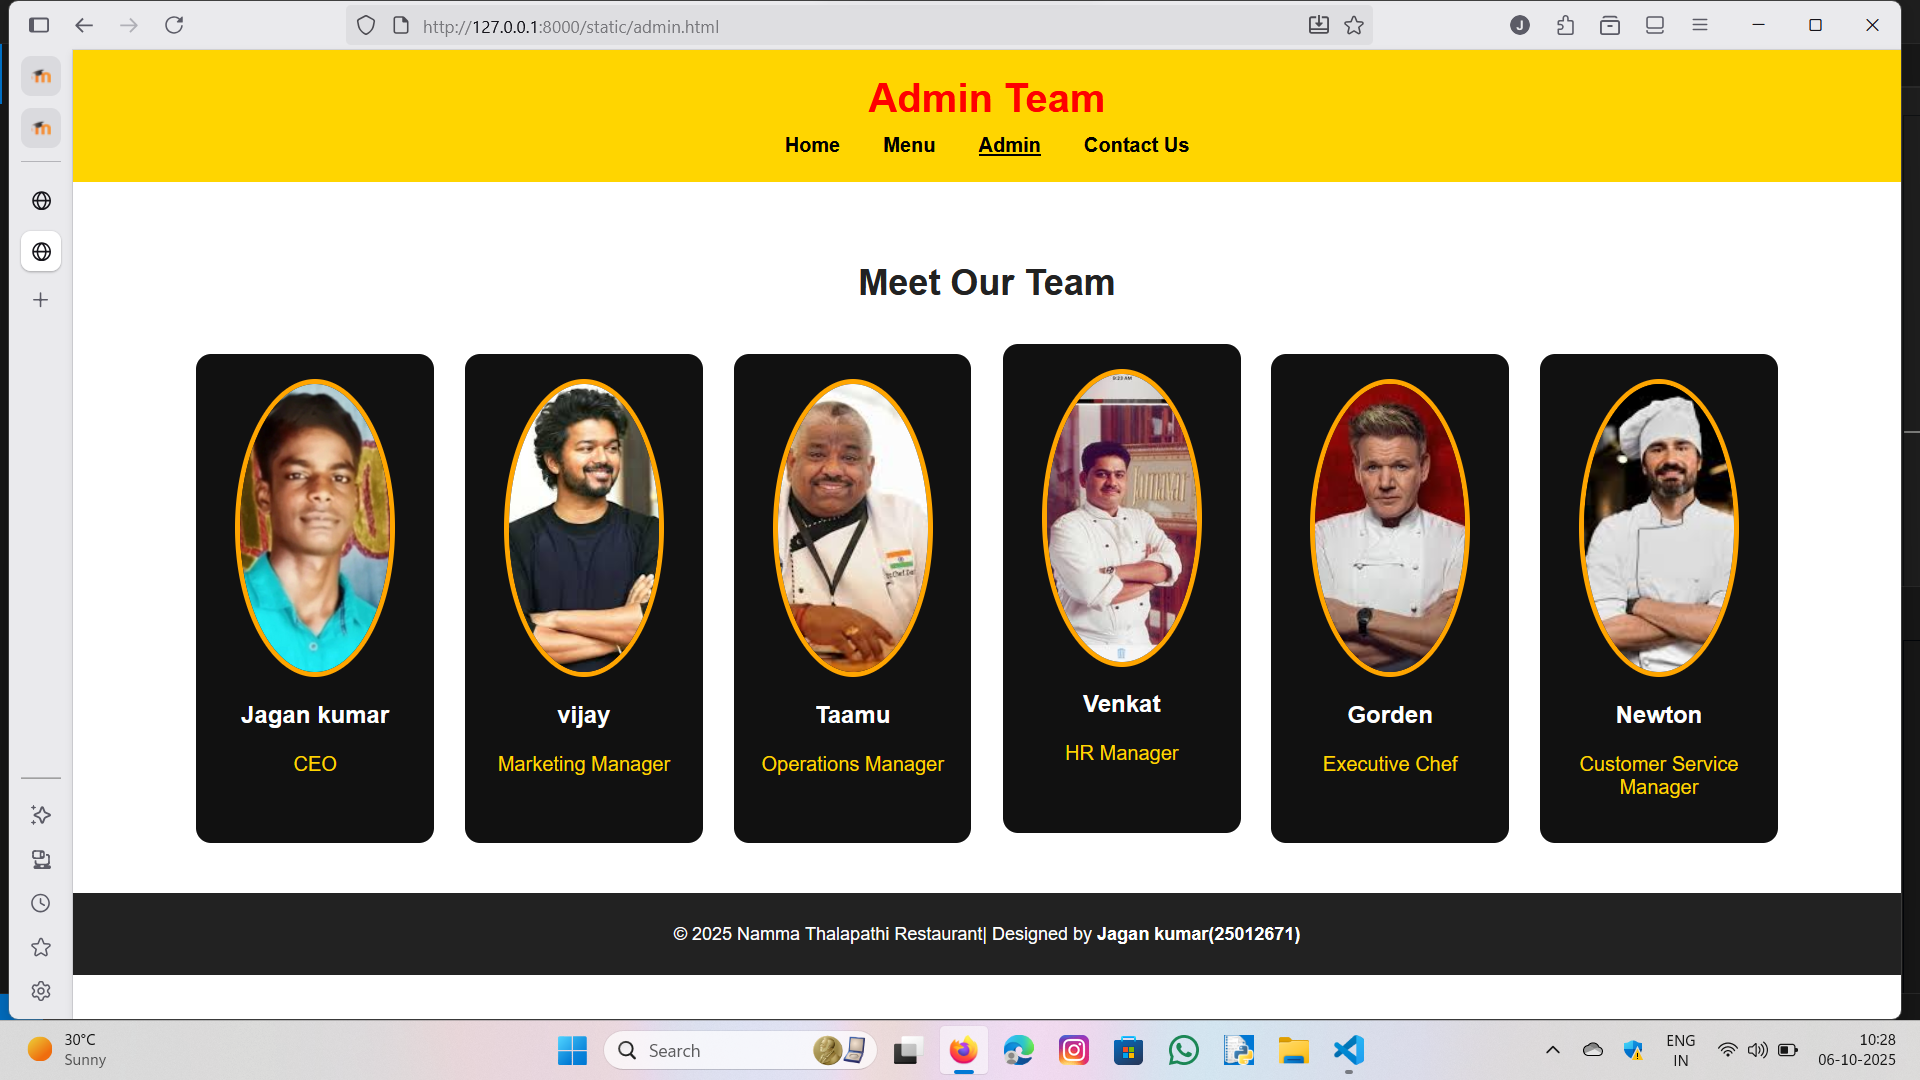 http://127.0.0.1:8000/static/admin.html
J
Admin Team
Home Menu Admin Contact Us
Meet Our Team
9:23 AM
Jagan kumar
CEO
vijay
Marketing Manager
Taamu
Operations Manager
Venkat
HR Manager
Gorden
Executive Chef
Newton
Customer Service
Manager
© 2025 Namma Thalapathi Restaurant| Designed by Jagan kumar(25012671)
30°C
Sunny
Search
ENG
IN
10:28
06-10-2025